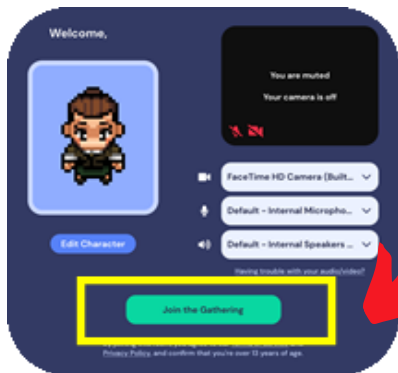 Welcome,
You are muted
Your camera is off
FaceTime HD Camera (Built...
Default - Internal Micropho...
Edit Character
Default - Internal Speakers ...
Having trouble with your audio/video?
Join the Gathering
Privacy Policy, and confirm that you're over 13 years of age.